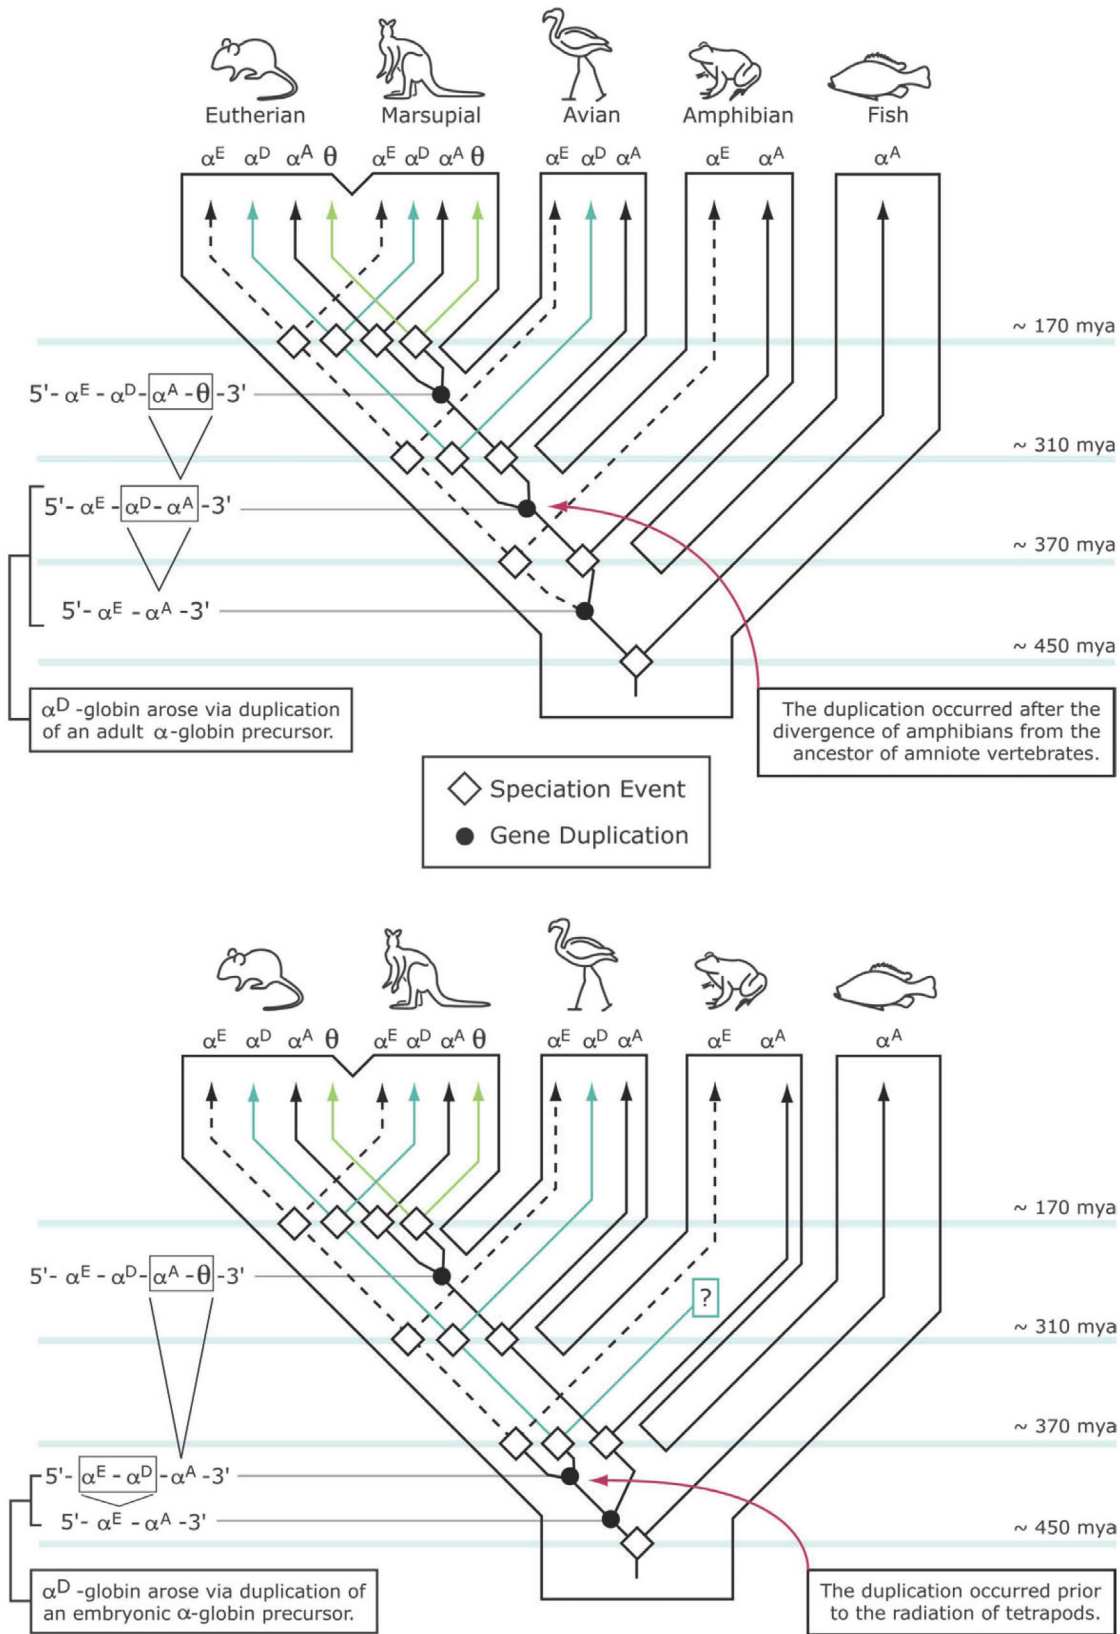 Eutherian Marsupial Avian Amphibian Fish
αᴱ αᴰ αᴬ θ αᴱ αᴰ αᴬ θ αᴱ αᴰ αᴬ αᴱ αᴬ αᴬ
~ 170 mya
5'- αᴱ - αᴰ- αᴬ - θ -3'
~ 310 mya
5'- αᴱ - αᴰ- αᴬ -3'
~ 370 mya
5'- αᴱ - αᴬ -3'
~ 450 mya
αᴰ -globin arose via duplication
of an adult α-globin precursor.
The duplication occurred after the
divergence of amphibians from the
ancestor of amniote vertebrates.
Speciation Event
Gene Duplication
αᴱ αᴰ αᴬ θ αᴱ αᴰ αᴬ θ αᴱ αᴰ αᴬ αᴱ αᴬ αᴬ
~ 170 mya
5'- αᴱ - αᴰ- αᴬ - θ -3'
?
~ 310 mya
~ 370 mya
5'- αᴱ - αᴰ - αᴬ -3'
5'- αᴱ - αᴬ -3'
~ 450 mya
αᴰ -globin arose via duplication of
an embryonic α-globin precursor.
The duplication occurred prior
to the radiation of tetrapods.